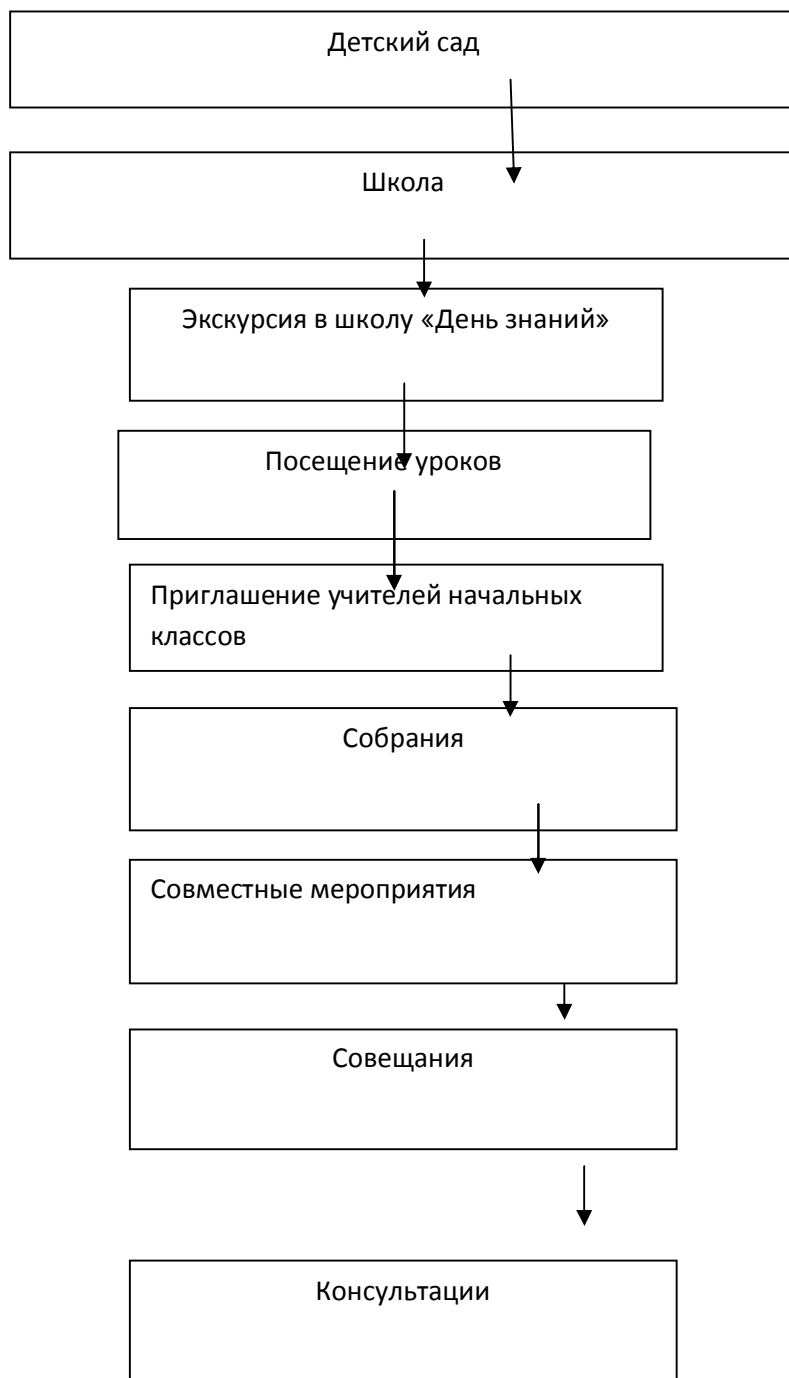 Детский сад
Школа
Экскурсия в школу «День знаний»
Посещение уроков
Приглашение учителей начальных
классов
Собрания
Совместные мероприятия
Совещания
Консультации